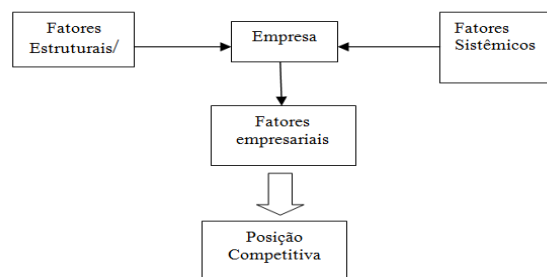 Fatores
Estruturais/
Empresa
Fatores
Sistêmicos
Fatores
empresariais
Posição
Competitiva